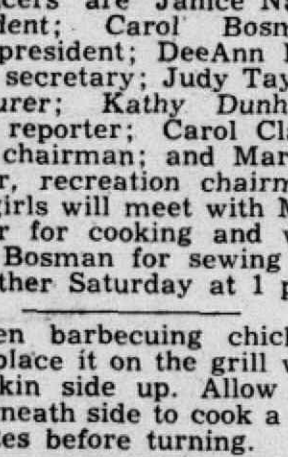 are Janice
dent; Carol Bosm
president; DeeAnn
secretary; Judy Tay
urer; Kathy Dunh
reporter; Carol Cl
chairman; and Mar
r, recreation chairm
girls will meet with
r for cooking and
Bosman for sewing
ther Saturday at 1 p
en barbecuing chic
place it on the grill
kin side up. Allow
neath side to cook a
es before turning.